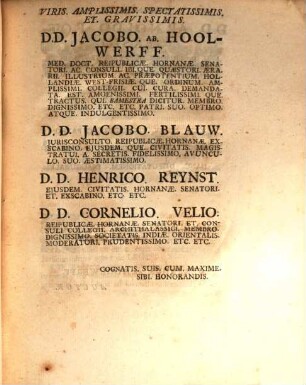 VIRIS. AMPLISSIMIS. SPECTATISSIMIS.
ET. GRAVISSIMIS.
D.D. JACOBO. AB. HOOL-
WERFF.
MED. DOCT. REIPUBLICÆ. HORNANÆ. SENA-
TORI. AC. CONSULI. III. QUE. QUÆSTORI. ÆRA-
RII. ILLUSTRIUM. AC. PRÆPOTENTIUM. HOL-
LANDIÆ. WEST-FRISIÆ. QUE. ORDINUM. AM-
PLISSIMI. COLLEGII. CUI. CURA. DEMANDA-
TA. EST. AMOENISSIMI. FERTILISSIMI. QUE.
TRACTUS. QUI. BAMESTRA. DICITUR. MEMBRO.
DIGNISSIMO. ETC. ETC. PATRI. SUO. OPTIMO.
ATQUE. INDULGENTISSIMO.
D. D. JACOBO. BLAUW.
JURISCONSULTO. REIPUBLICÆ. HORNANÆ. EX-
SCABINO. EJUSDEM. QUE. CIVITATIS. MAGIS-
TRATUI. A. SECRETIS. FIDELISSIMO. AVUNCU-
LO. SUO. ÆSTIMATISSIMO.
D. D. HENRICO. REYNST.
EJUSDEM. CIVITATIS. HORNANÆ. SENATORI.
ET. EXSCABINO. ETC. ETC.
D. D. CORNELIO. VELIO.
REIPUBLICÆ. HORNANÆ. SENATORI. ET. CON-
SULI. COLLEGII. ARCHITHALASSICI. MEMBRO.
DIGNISSIMO. SOCIETATIS. INDIÆ. ORIENTALIS.
MODERATORI. PRUDENTISSIMO. ETC. ETC.
COGNATIS. SUIS. CUM. MAXIME.
SIBI. HONORANDIS.